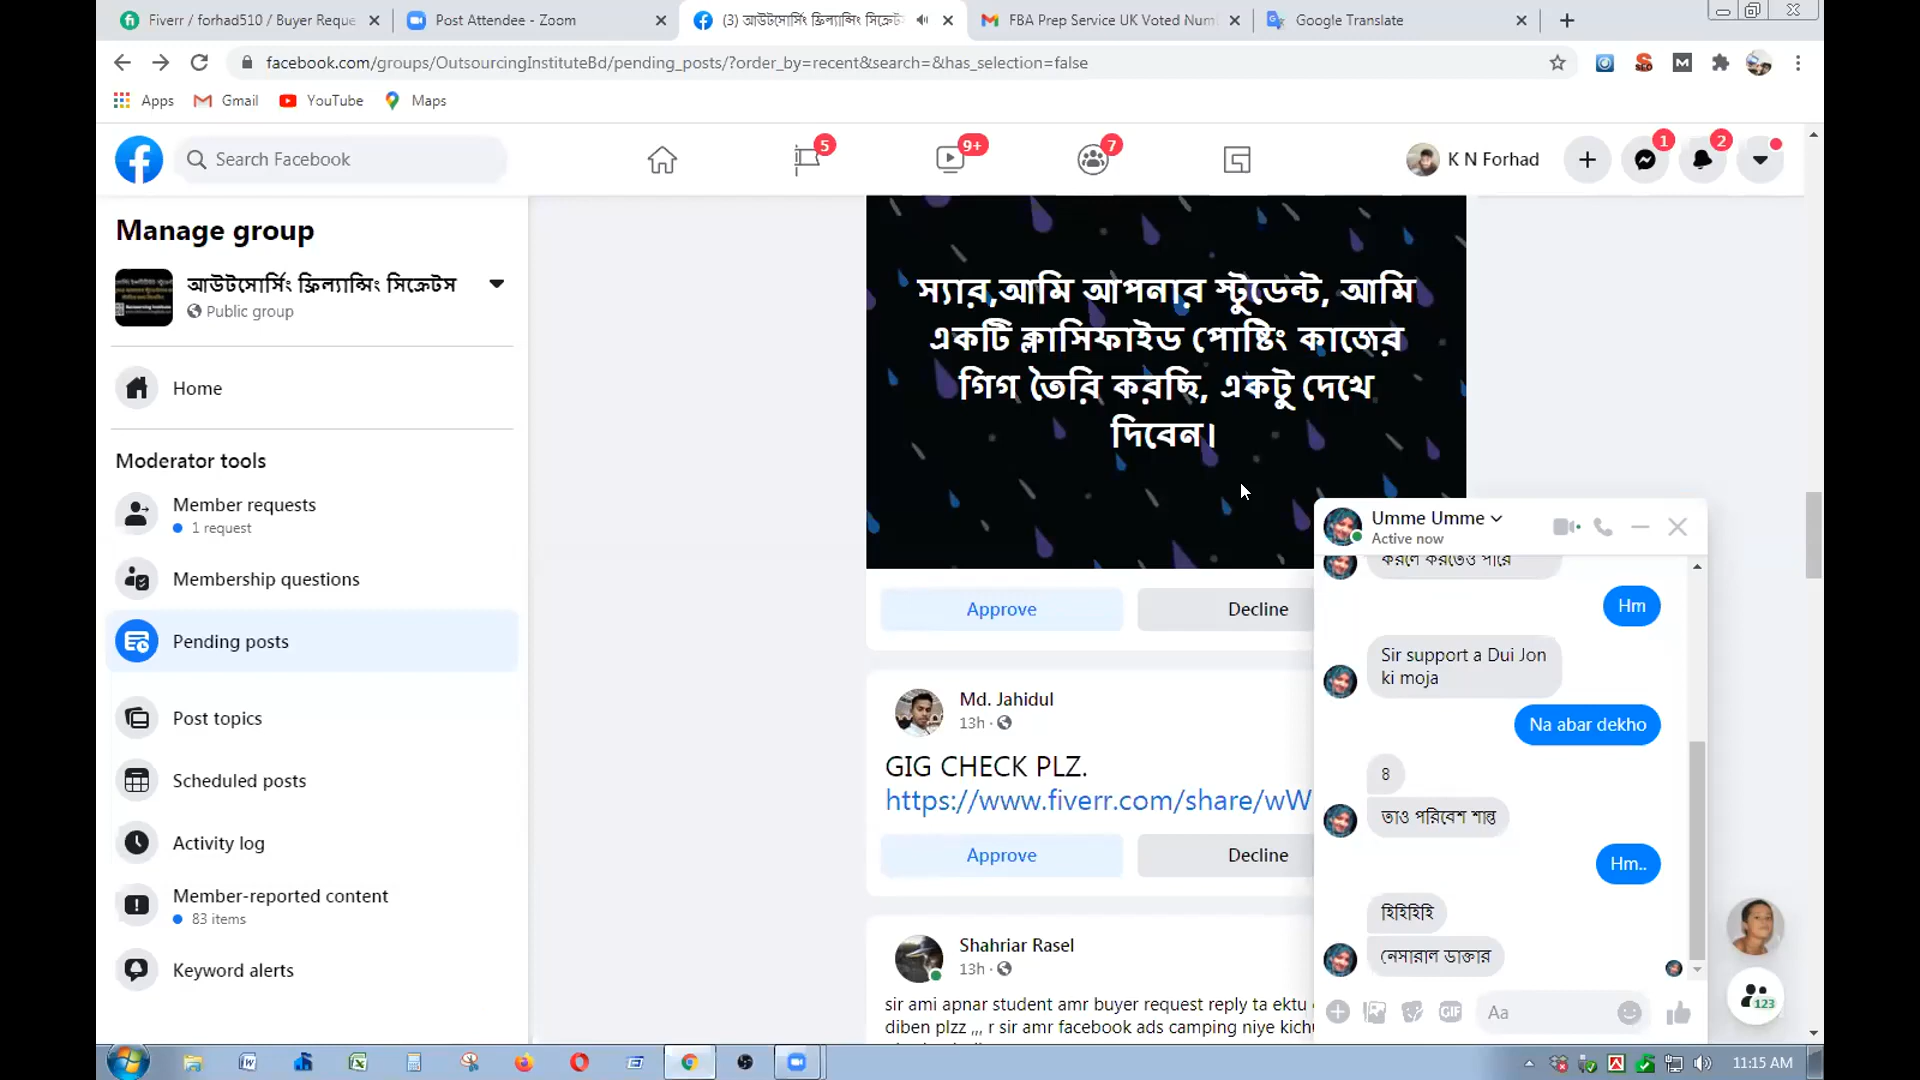 Fiverr / forhad510 / Buyer Reque
Post Attendee - Zoom
(3) আউটসোর্সিং ফ্রিল্যান্সিং সিক্রেট
FBA Prep Service UK Voted Num
Google Translate
facebook.com/groups/OutsourcingInstituteBd/pending_posts/?order_by=recent&search=&has_selection=false
Apps
Gmail
YouTube
Maps
Search Facebook
5
9+
7
K N Forhad
1
2
Manage group
আউটসোর্সিং ফ্রিল্যান্সিং সিক্রেটস
Public group
Home
Moderator tools
Member requests
1 request
Membership questions
Pending posts
Post topics
Scheduled posts
Activity log
Member-reported content
83 items
Keyword alerts
স্যার,আমি আপনার স্টুডেন্ট, আমি
একটি ক্লাসিফাইড পোষ্টিং কাজের
গিগ তৈরি করছি, একটু দেখে
দিবেন।
Approve
Decline
Md. Jahidul
13h
GIG CHECK PLZ.
https://www.fiverr.com/share/wW
Approve
Decline
Shahriar Rasel
13h
sir ami apnar student amr buyer request reply ta ektu
diben plzz ,,, r sir amr facebook ads camping niye kich
Umme Umme
Active now
করলে করতেও পারে
Hm
Sir support a Dui Jon
ki moja
Na abar dekho
8
তাও পরিবেশ শান্ত
Hm..
হিহিহিহি
নেসারাল ডাক্তার
GIF
Aa
123
11:15 AM